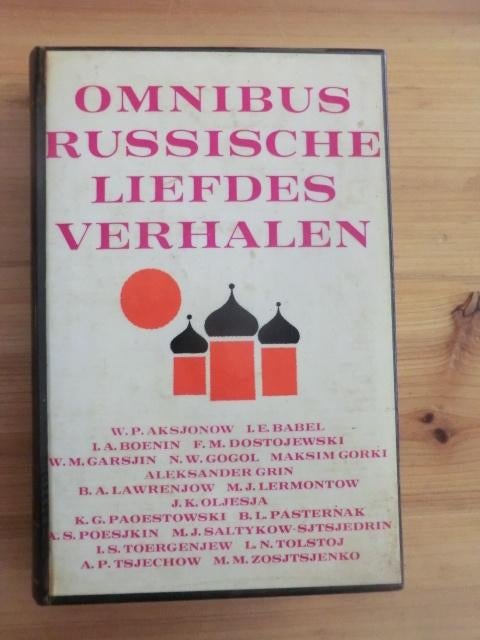 OMNIBUS
RUSSISCHE
LIEFDES
VERHALEN
W. P. AKSJONOW I. E. BABEL
I. A. BOENIN F. M. DOSTOJEWSKI
W. M. GARSJIN N. W. GOGOL MAKSIM GORKI
ALEKSANDER GRIN
B. A. LAWRENJOW M. J. LERMONTOW
J. K. OLJESJA
K. G. PAOESTOWSKI B. L. PASTERNAK
A. S. POESJKIN M. J. SALTYKOW-SJTSJEDRIN
I. S. TOERGENJEW L. N. TOLSTOJ
A. P. TSJECHOW M. M. ZOSJTSJENKO